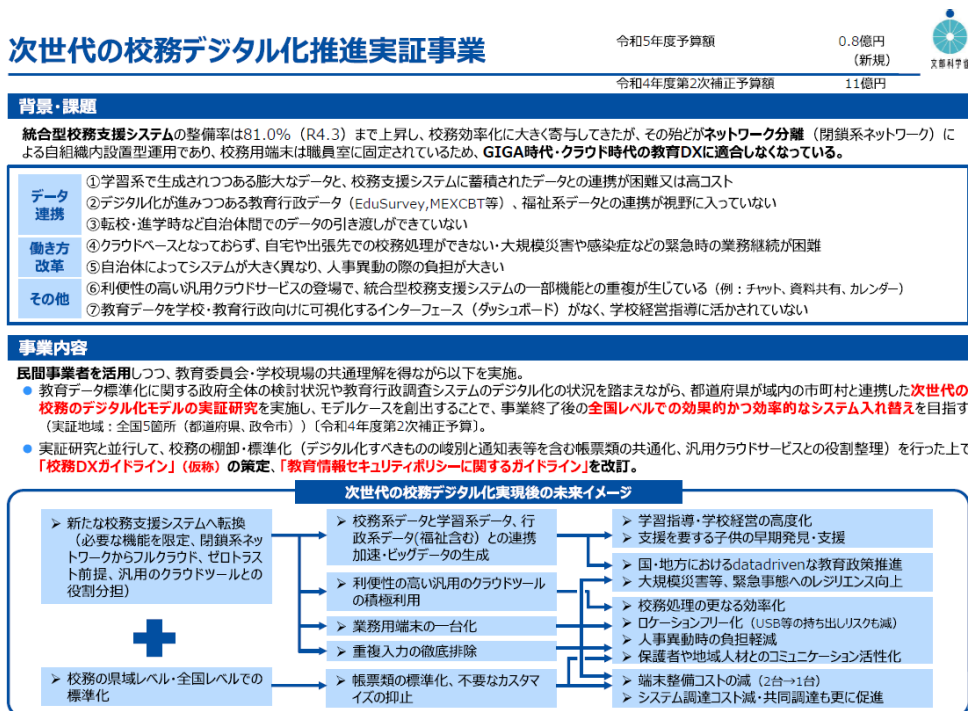 次世代の校務デジタル化推進実証事業
令和5年度予算額 0.8億円
(新規)
令和4年度第2次補正予算額 11億円
文部科学省
背景・課題
統合型校務支援システムの整備率は81.0%（R4.3）まで上昇し、校務効率化に大きく寄与してきたが、その殆どがネットワーク分離（閉鎖系ネットワーク）に
よる自組織内設置型運用であり、校務用端末は職員室に固定されているため、GIGA時代・クラウド時代の教育DXに適合しなくなっている。
データ
連携
①学習系で生成されつつある膨大なデータと、校務支援システムに蓄積されたデータとの連携が困難又は高コスト
②デジタル化が進みつつある教育行政データ（EduSurvey,MEXCBT等）、福祉系データとの連携が視野に入っていない
③転校・進学時など自治体間でのデータの引き渡しができていない
働き方
改革
④クラウドベースとなっておらず、自宅や出張先での校務処理ができない・大規模災害や感染症などの緊急時の業務継続が困難
⑤自治体によってシステムが大きく異なり、人事異動の際の負担が大きい
その他
⑥利便性の高い汎用クラウドサービスの登場で、統合型校務支援システムの一部機能との重複が生じている（例：チャット、資料共有、カレンダー）
⑦教育データを学校・教育行政向けに可視化するインターフェース（ダッシュボード）がなく、学校経営指導に活かされていない
事業内容
民間事業者を活用しつつ、教育委員会・学校現場の共通理解を得ながら以下を実施。
● 教育データ標準化に関する政府全体の検討状況や教育行政調査システムのデジタル化の状況を踏まえながら、都道府県が域内の市町村と連携した次世代の
校務のデジタル化モデルの実証研究を実施し、モデルケースを創出することで、事業終了後の全国レベルでの効果的かつ効率的なシステム入れ替えを目指す
（実証地域：全国5箇所（都道府県、政令市））〔令和4年度第2次補正予算〕。
● 実証研究と並行して、校務の棚卸・標準化（デジタル化すべきものの峻別と通知表等を含む帳票類の共通化、汎用クラウドサービスとの役割整理）を行った上で
「校務DXガイドライン」（仮称）の策定、「教育情報セキュリティポリシーに関するガイドライン」を改訂。
次世代の校務デジタル化実現後の未来イメージ
➢ 新たな校務支援システムへ転換
（必要な機能を限定、閉鎖系ネッ
トワークからフルクラウド、ゼロトラス
ト前提、汎用のクラウドツールとの
役割分担）
➢ 校務の県域レベル・全国レベルでの
標準化
➢ 校務系データと学習系データ、行
政系データ(福祉含む）との連携
加速・ビッグデータの生成
➢ 利便性の高い汎用のクラウドツール
の積極利用
➢ 業務用端末の一台化
➢ 重複入力の徹底排除
➢ 帳票類の標準化、不要なカスタマ
イズの抑止
➢ 学習指導・学校経営の高度化
➢ 支援を要する子供の早期発見・支援
➢ 国・地方におけるdatadrivenな教育政策推進
➢ 大規模災害等、緊急事態へのレジリエンス向上
➢ 校務処理の更なる効率化
➢ ロケーションフリー化（USB等の持ち出しリスクも減）
➢ 人事異動時の負担軽減
➢ 保護者や地域人材とのコミュニケーション活性化
➢ 端末整備コストの減（2台→1台）
➢ システム調達コスト減・共同調達も更に促進